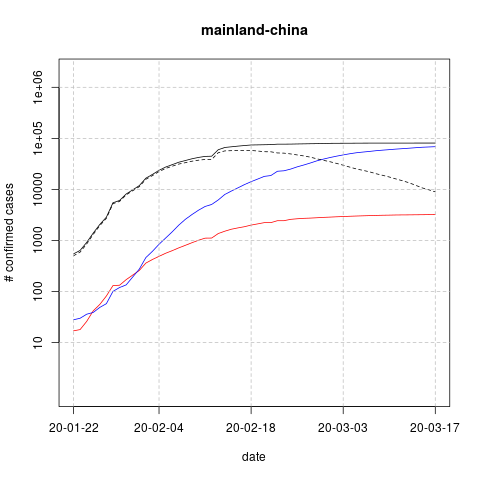 mainland-china
# confirmed cases
1e+06
1e+05
10000
1000
100
10
20-01-22
20-02-04
20-02-18
20-03-03
20-03-17
date